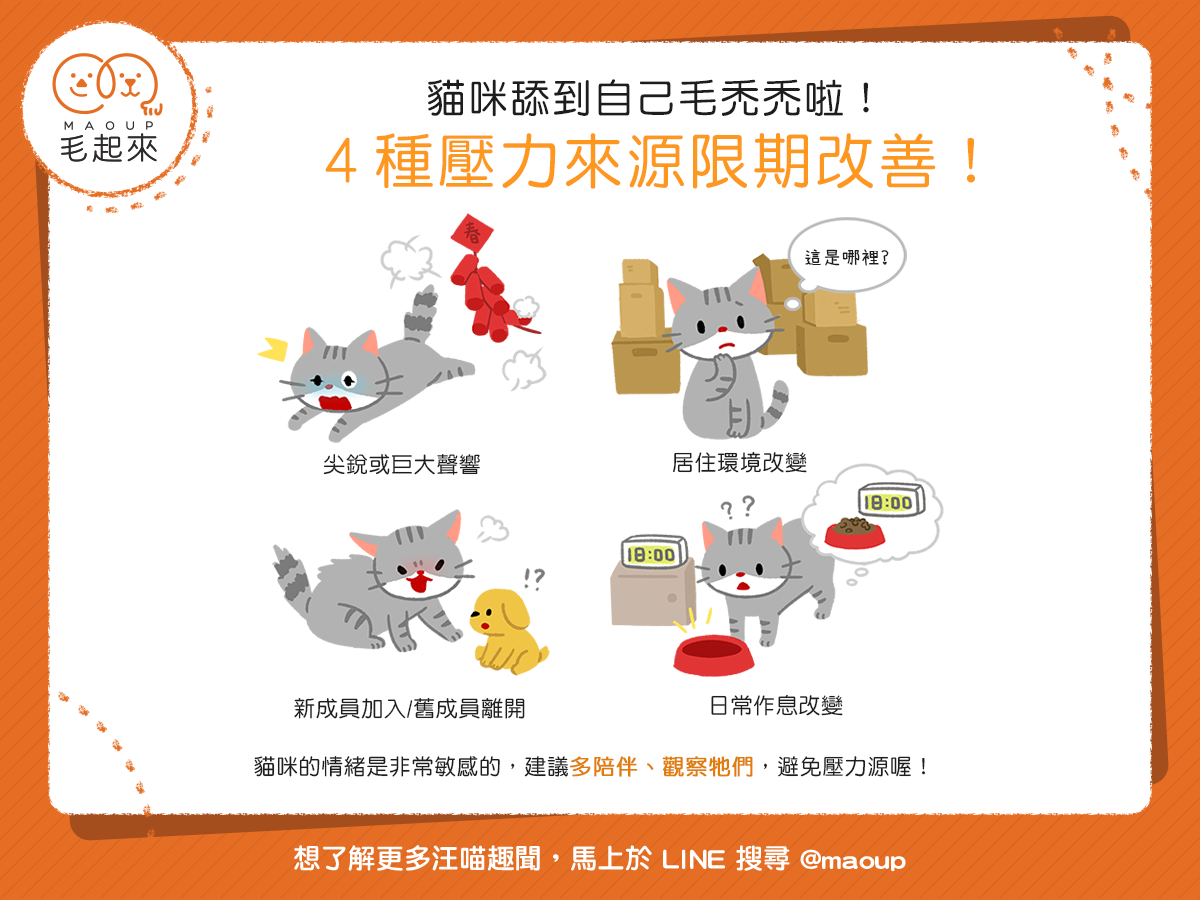 MAOUP
毛起來
貓咪舔到自己毛禿禿啦！
4種壓力來源限期改善！
春
這是哪裡?
尖銳或巨大聲響
居住環境改變
18:00
? ?
18:00
!?
新成員加入/舊成員離開
日常作息改變
貓咪的情緒是非常敏感的，建議多陪伴、觀察牠們，避免壓力源喔！
想了解更多汪喵趣聞，馬上於 LINE 搜尋 @maoup